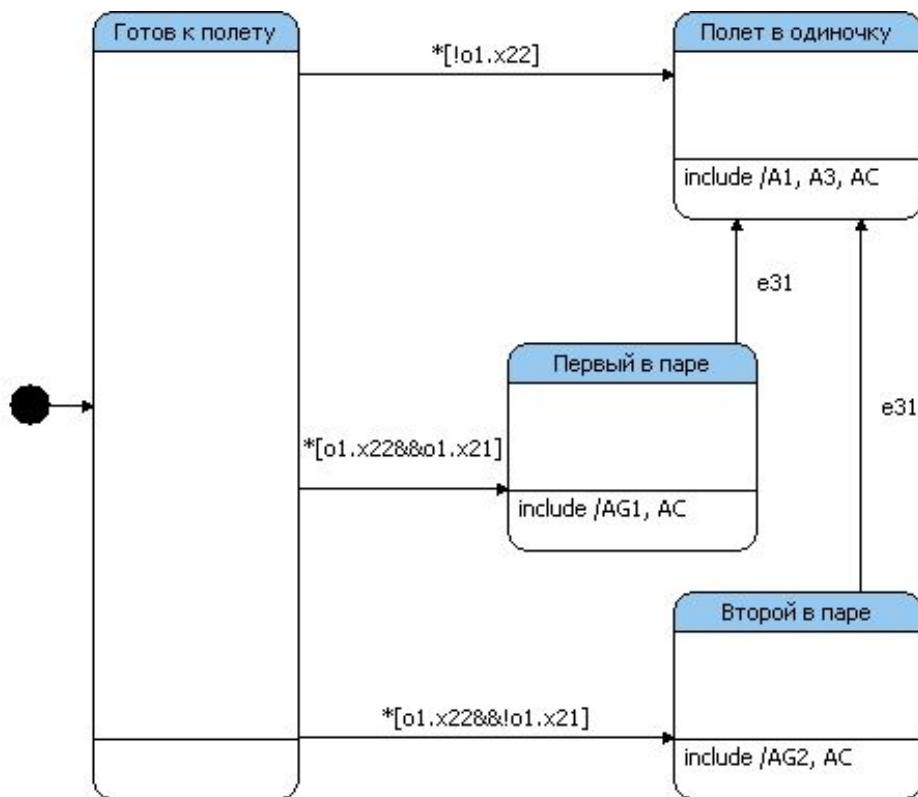 Готов к полету
Полет в одиночку
*[!o1.x22]
include /A1, A3, AC
e31
Первый в паре
e31
*[o1.x22&&o1.x21]
include /AG1, AC
Второй в паре
*[o1.x22&&!o1.x21]
include /AG2, AC